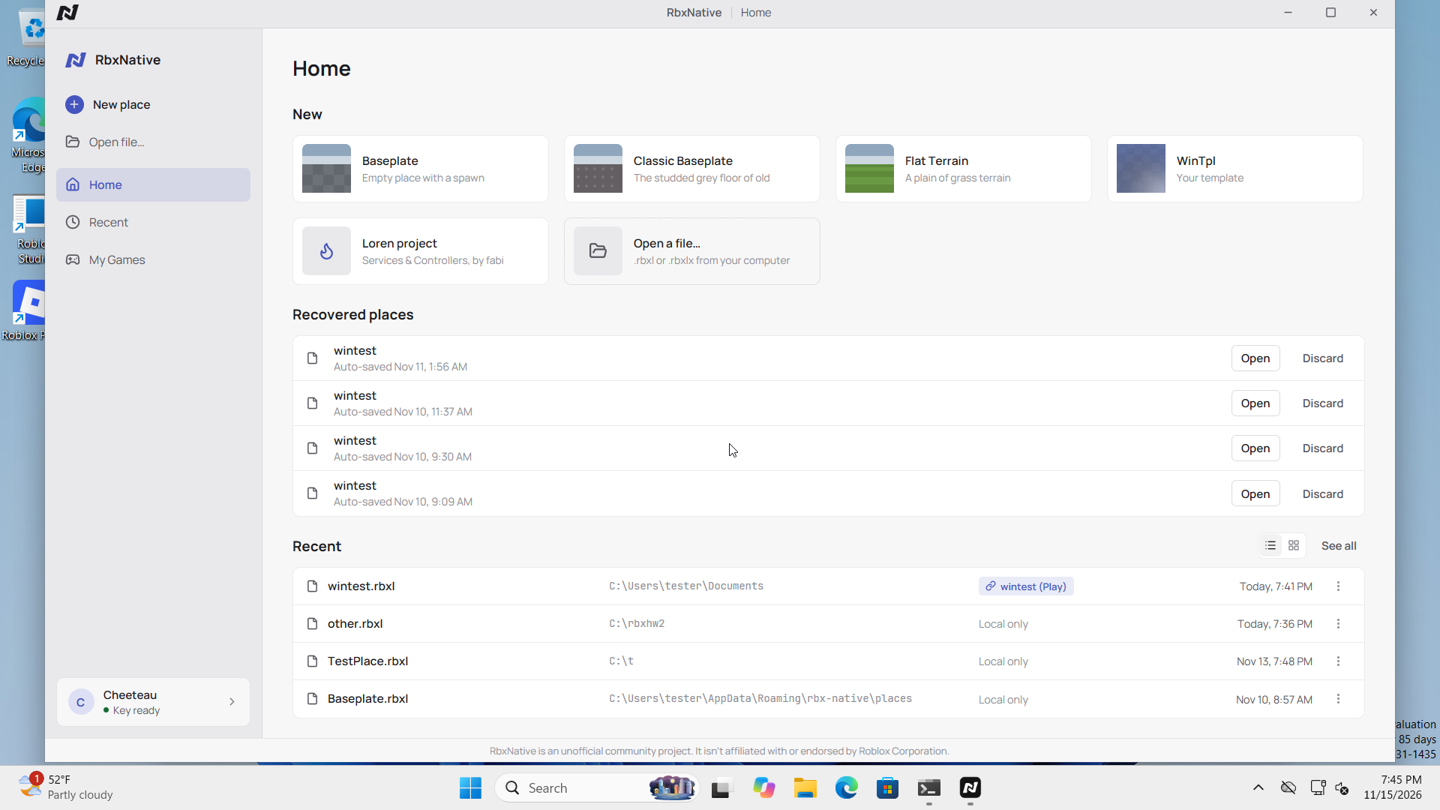 RbxNative | Home
Recycle
Micros
Edge
Roblo
Studi
Roblox P
RbxNative
New place
Open file...
Home
Recent
My Games
C
Cheeteau
Key ready
Home
New
Baseplate
Empty place with a spawn
Classic Baseplate
The studded grey floor of old
Flat Terrain
A plain of grass terrain
WinTpl
Your template
Loren project
Services & Controllers, by fabi
Open a file...
.rbxl or .rbxlx from your computer
Recovered places
wintest
Auto-saved Nov 11, 1:56 AM
Open Discard
wintest
Auto-saved Nov 10, 11:37 AM
Open Discard
wintest
Auto-saved Nov 10, 9:30 AM
Open Discard
wintest
Auto-saved Nov 10, 9:09 AM
Open Discard
Recent
See all
wintest.rbxl C:\Users\tester\Documents wintest (Play) Today, 7:41 PM
other.rbxl C:\rbxhw2 Local only Today, 7:36 PM
TestPlace.rbxl C:\t Local only Nov 13, 7:48 PM
Baseplate.rbxl C:\Users\tester\AppData\Roaming\rbx-native\places Local only Nov 10, 8:57 AM
RbxNative is an unofficial community project. It isn't affiliated with or endorsed by Roblox Corporation.
aluation
85 days
31-1435
1
52°F
Partly cloudy
Search
7:45 PM
11/15/2026